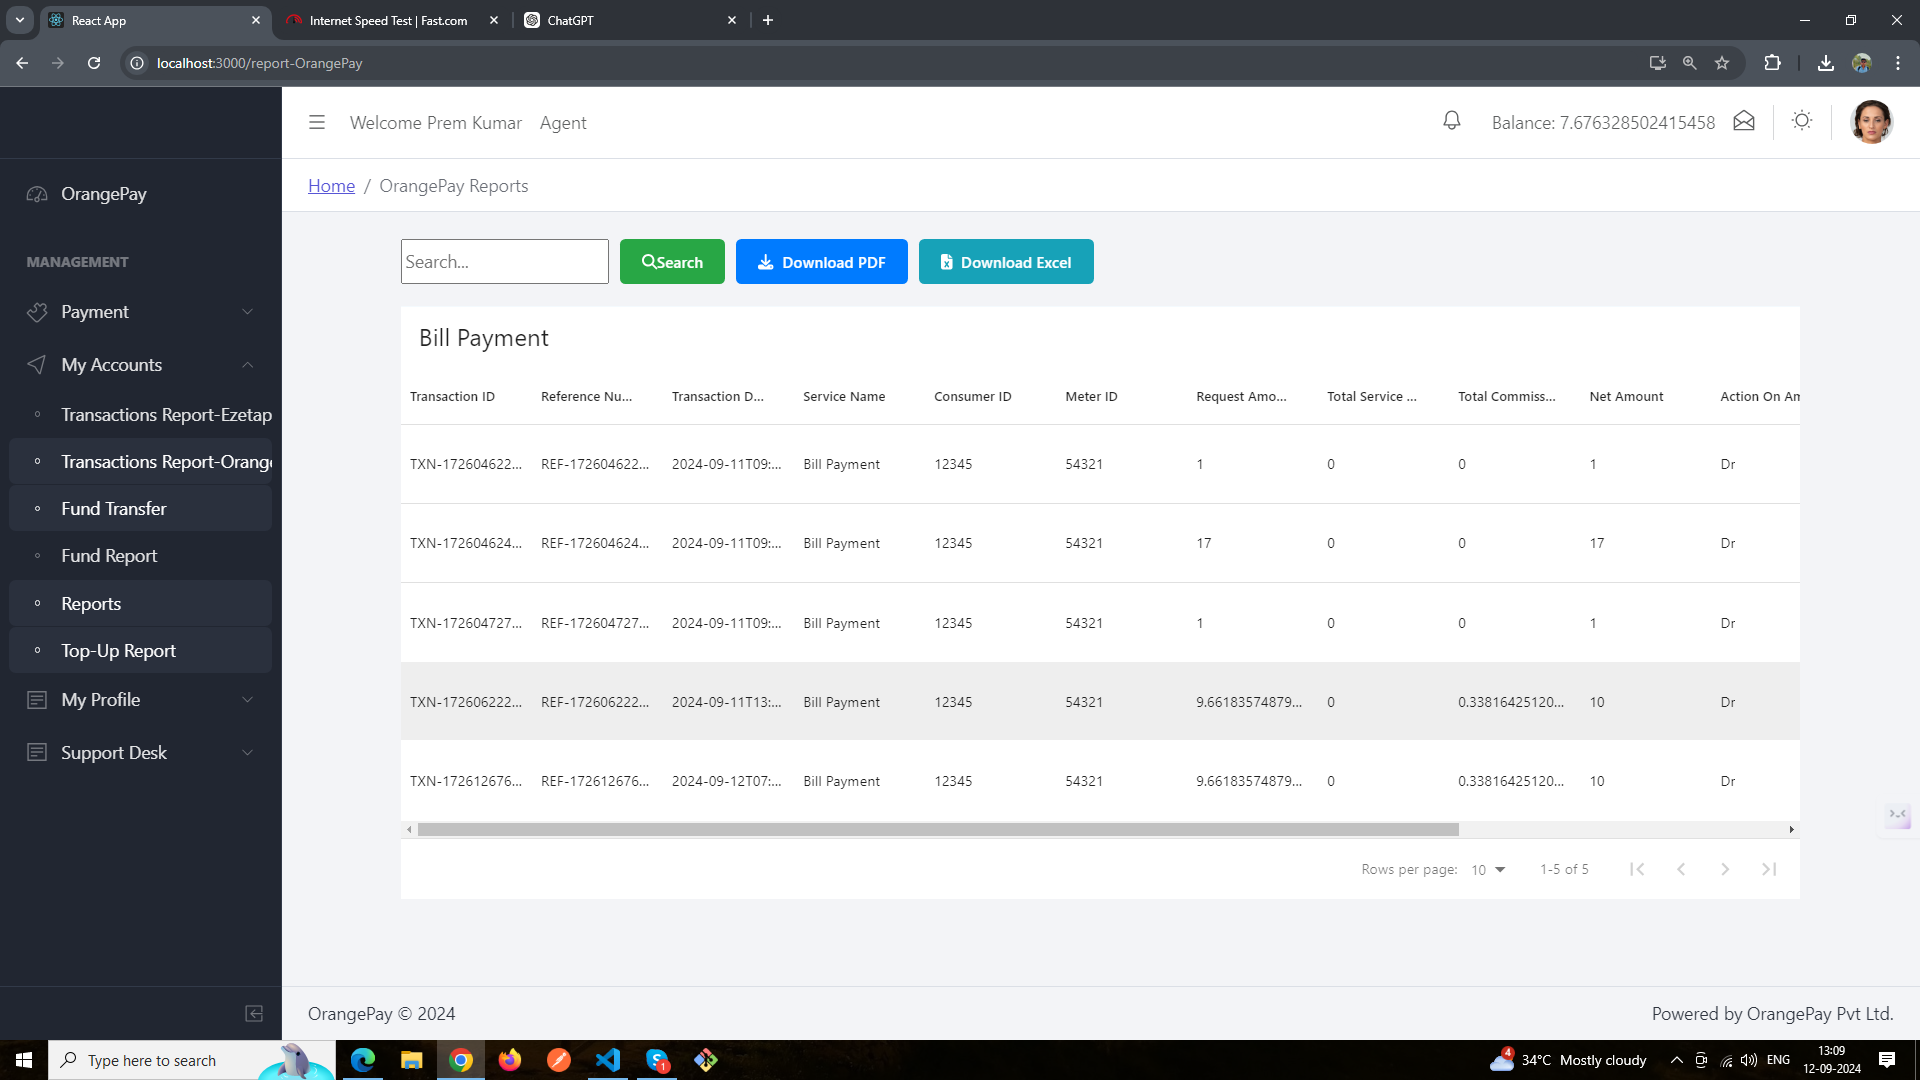 React App
Internet Speed Test | Fast.com
ChatGPT
localhost:3000/report-OrangePay
Welcome Prem Kumar Agent
Balance: 7.676328502415458
OrangePay
MANAGEMENT
Payment
My Accounts
Transactions Report-Ezetap
Transactions Report-Orange
Fund Transfer
Fund Report
Reports
Top-Up Report
My Profile
Support Desk
Home / OrangePay Reports
Search...
Search
Download PDF
Download Excel
Bill Payment
Transaction ID Reference Nu... Transaction D... Service Name Consumer ID Meter ID Request Amo... Total Service ... Total Commiss... Net Amount Action On Am
TXN-172604622... REF-172604622... 2024-09-11T09:... Bill Payment 12345 54321 1 0 0 1 Dr
TXN-172604624... REF-172604624... 2024-09-11T09:... Bill Payment 12345 54321 17 0 0 17 Dr
TXN-172604727... REF-172604727... 2024-09-11T09:... Bill Payment 12345 54321 1 0 0 1 Dr
TXN-172606222... REF-172606222... 2024-09-11T13:... Bill Payment 12345 54321 9.66183574879... 0 0.33816425120... 10 Dr
TXN-172612676... REF-172612676... 2024-09-12T07:... Bill Payment 12345 54321 9.66183574879... 0 0.33816425120... 10 Dr
Rows per page: 10 1-5 of 5
OrangePay © 2024
Powered by OrangePay Pvt Ltd.
Type here to search
1
4
34°C Mostly cloudy
ENG
13:09
12-09-2024